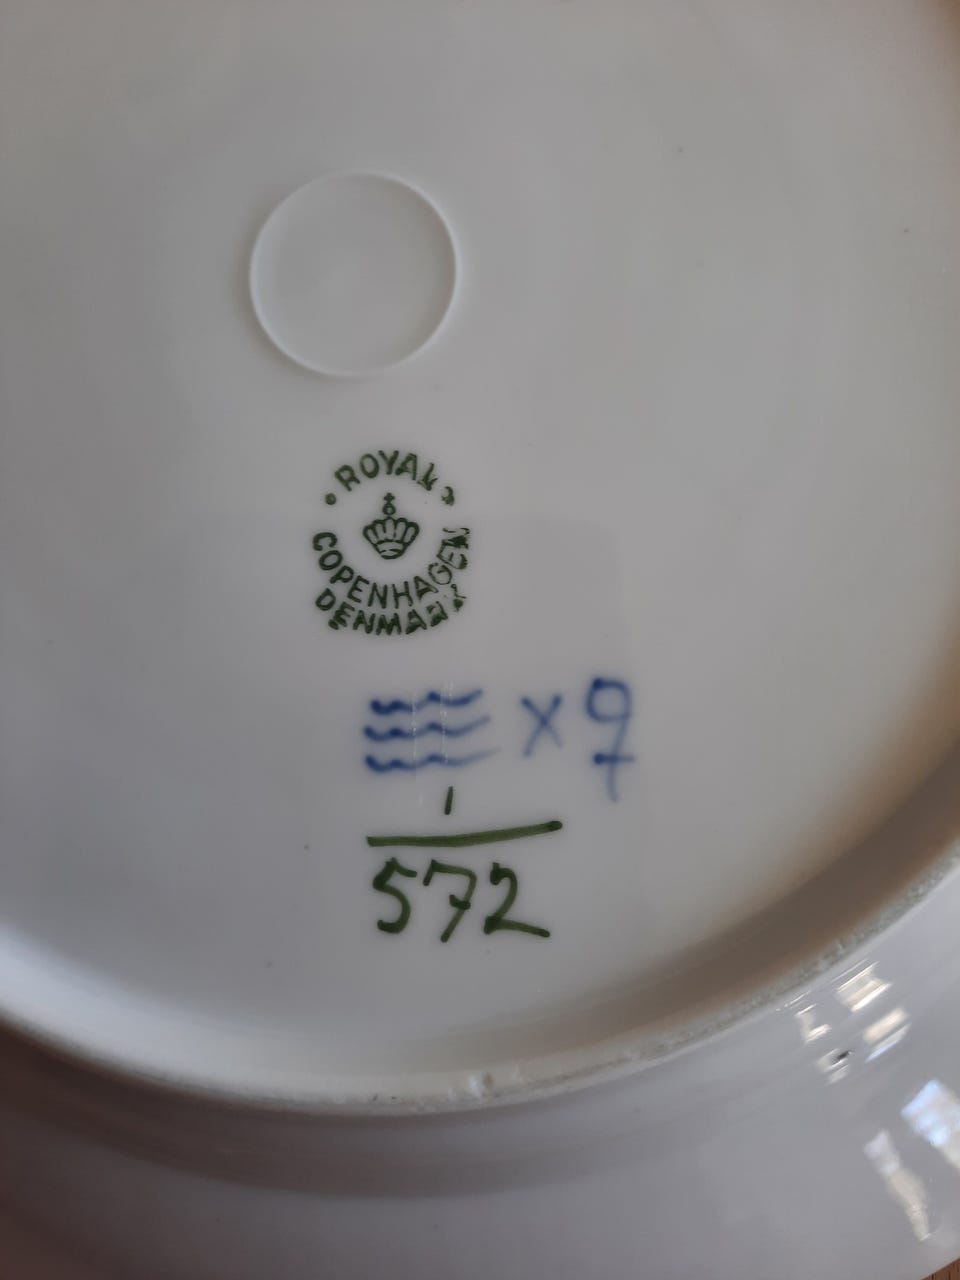 ROYAL
COPENHAGEN
DENMARK
x 9
1
572